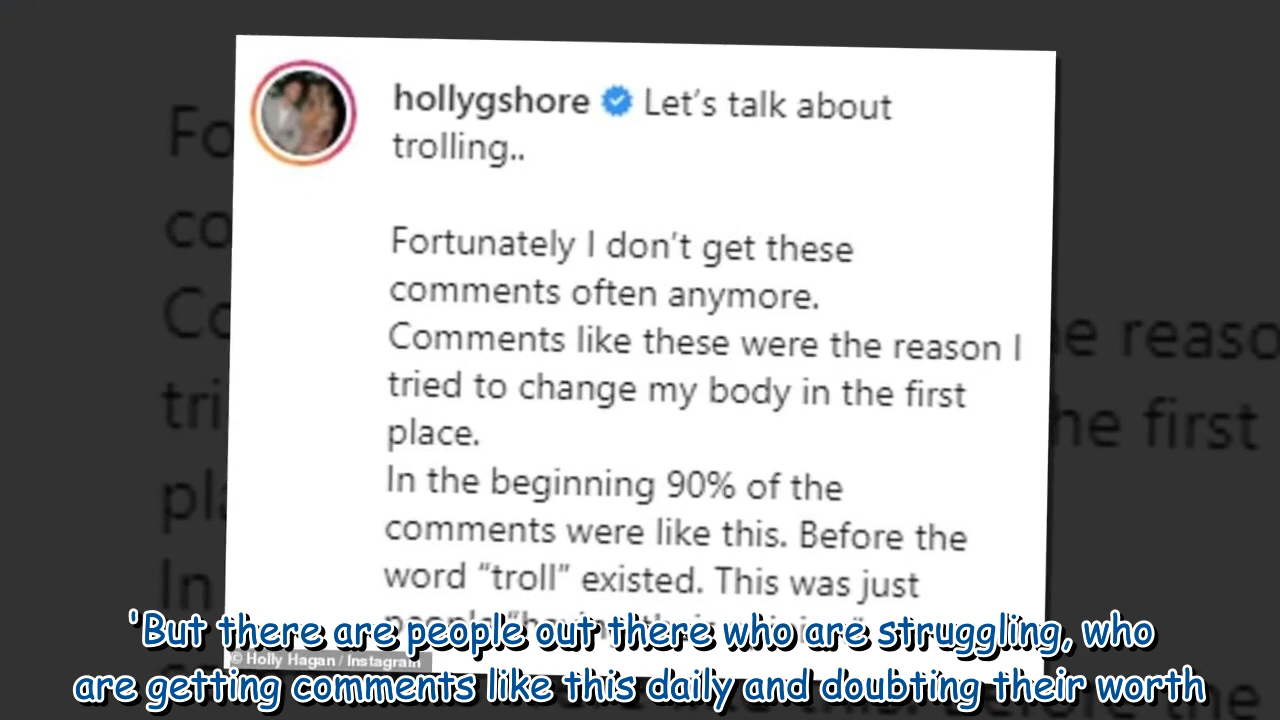 hollygshore Let's talk about
trolling..
Fortunately I don't get these
comments often anymore.
Comments like these were the reason I
tried to change my body in the first
place.
In the beginning 90% of the
comments were like this. Before the
word “troll” existed. This was just
people
© Holly Hagan / Instagram
'But there are people out there who are struggling, who
are getting comments like this daily and doubting their worth